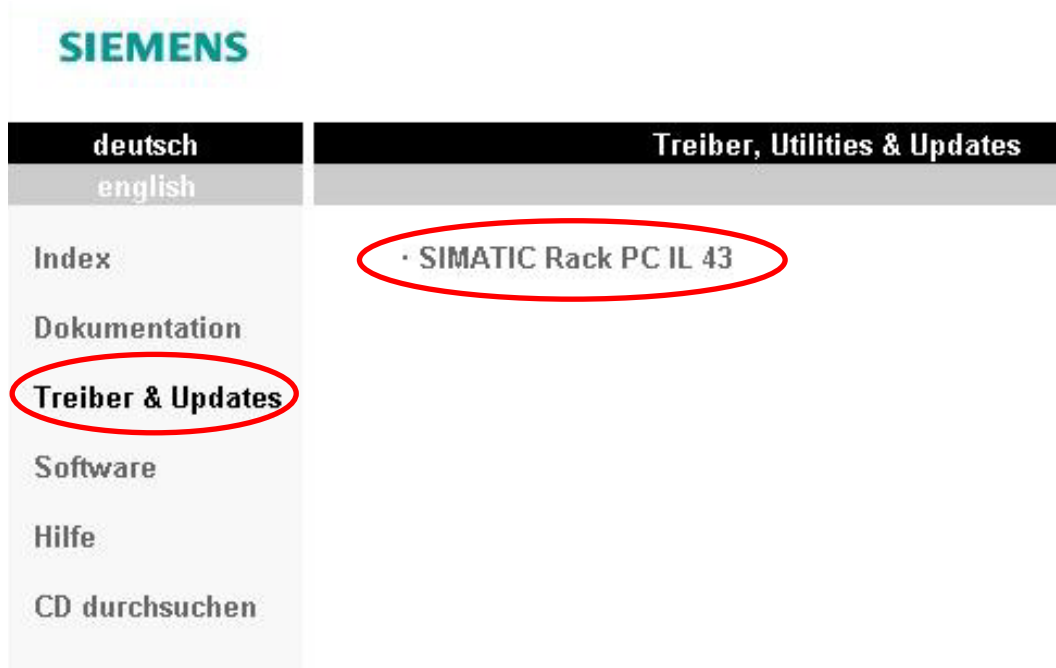 SIEMENS
deutsch
Treiber, Utilities & Updates
english
Index
· SIMATIC Rack PC IL 43
Dokumentation
Treiber & Updates
Software
Hilfe
CD durchsuchen